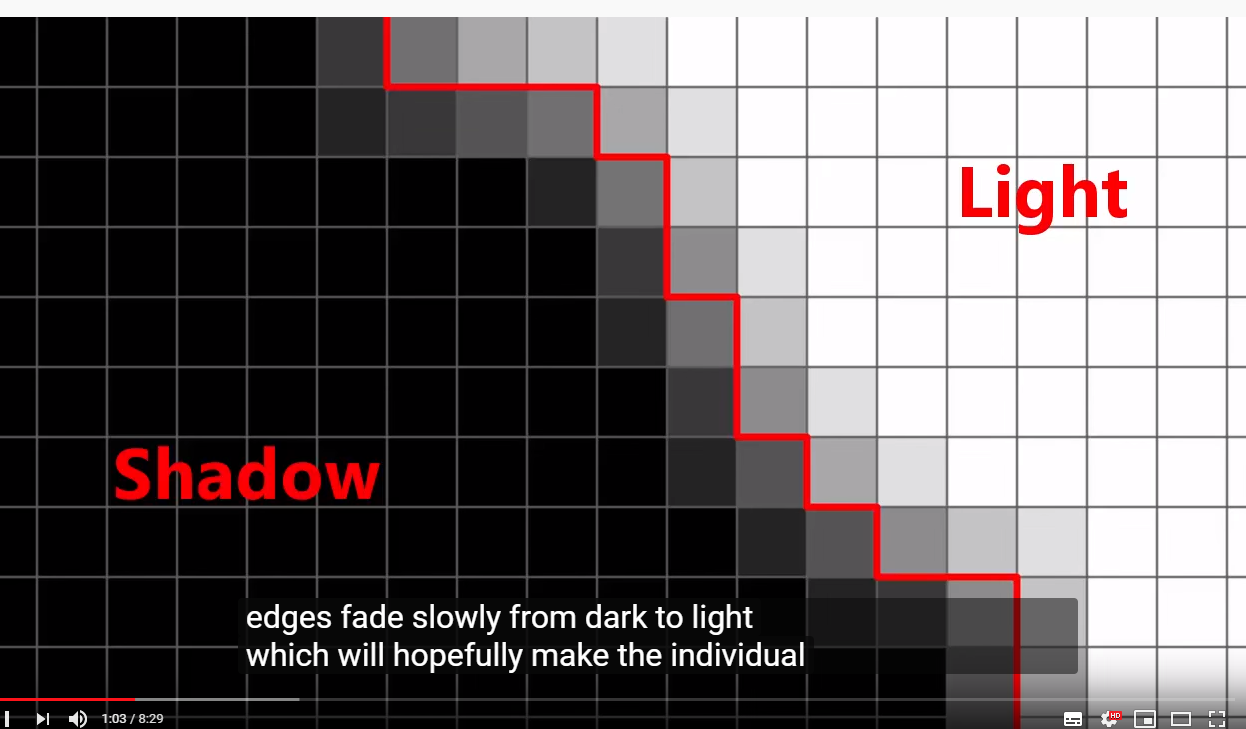 Light
Shadow
edges fade slowly from dark to light
which will hopefully make the individual
1:03 / 8:29
HD